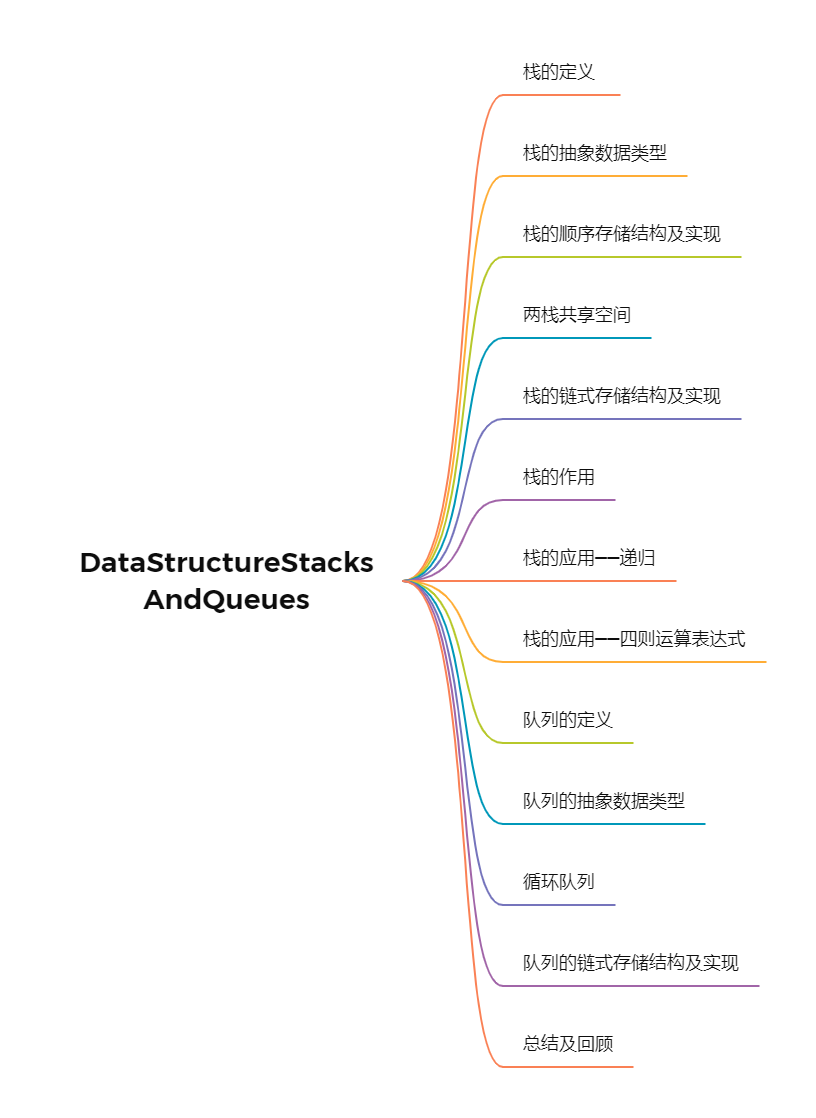 栈的定义
栈的抽象数据类型
栈的顺序存储结构及实现
两栈共享空间
栈的链式存储结构及实现
栈的作用
栈的应用——递归
DataStructureStacks
AndQueues
栈的应用——四则运算表达式
队列的定义
队列的抽象数据类型
循环队列
队列的链式存储结构及实现
总结及回顾